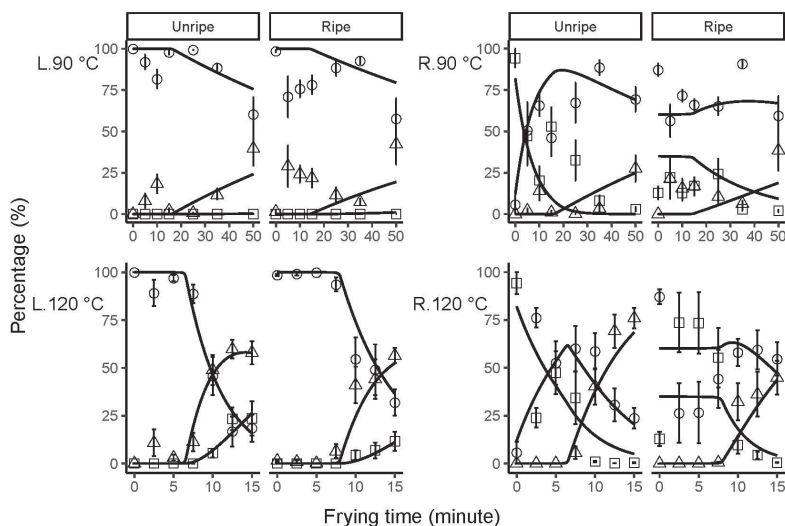 Unripe Ripe Unripe Ripe
L.90 °C R.90 °C
100 100
75 75
50 50
25 25
0 0
0 10 20 30 40 50 0 10 20 30 40 50 0 10 20 30 40 50 0 10 20 30 40 50
Percentage (%)
L.120 °C R.120 °C
100 100
75 75
50 50
25 25
0 0
0 5 10 15 0 5 10 15 0 5 10 15 0 5 10 15
Frying time (minute)